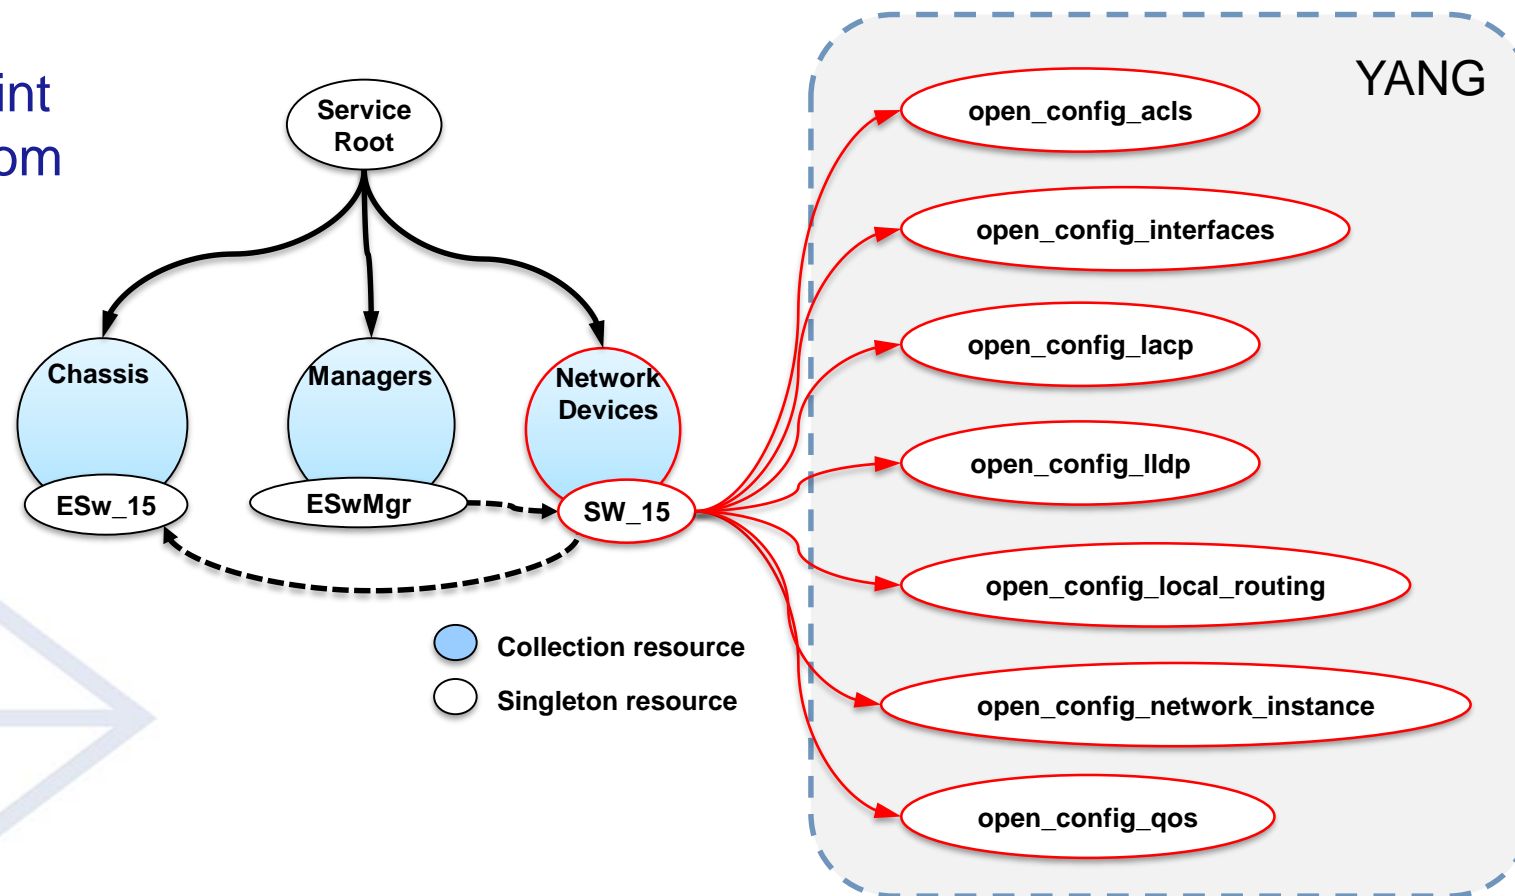 int
om
Service
Root
Chassis
Managers
Network
Devices
ESw_15
ESwMgr
SW_15
Collection resource
Singleton resource
YANG
open_config_acls
open_config_interfaces
open_config_lacp
open_config_lldp
open_config_local_routing
open_config_network_instance
open_config_qos